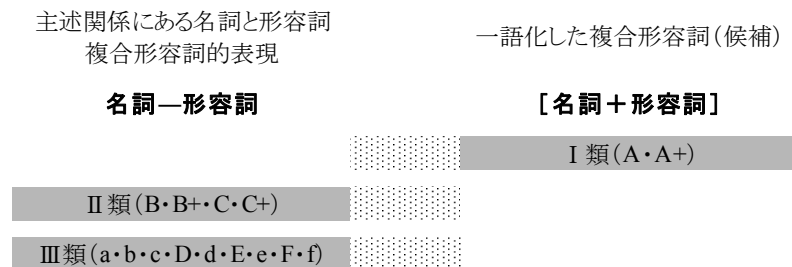 主述関係にある名詞と形容詞
複合形容詞的表現
一語化した複合形容詞(候補)
名詞―形容詞
[名詞+形容詞]
Ⅰ類(A・A+)
Ⅱ類(B・B+・C・C+)
Ⅲ類(a・b・c・D・d・E・e・F・f)